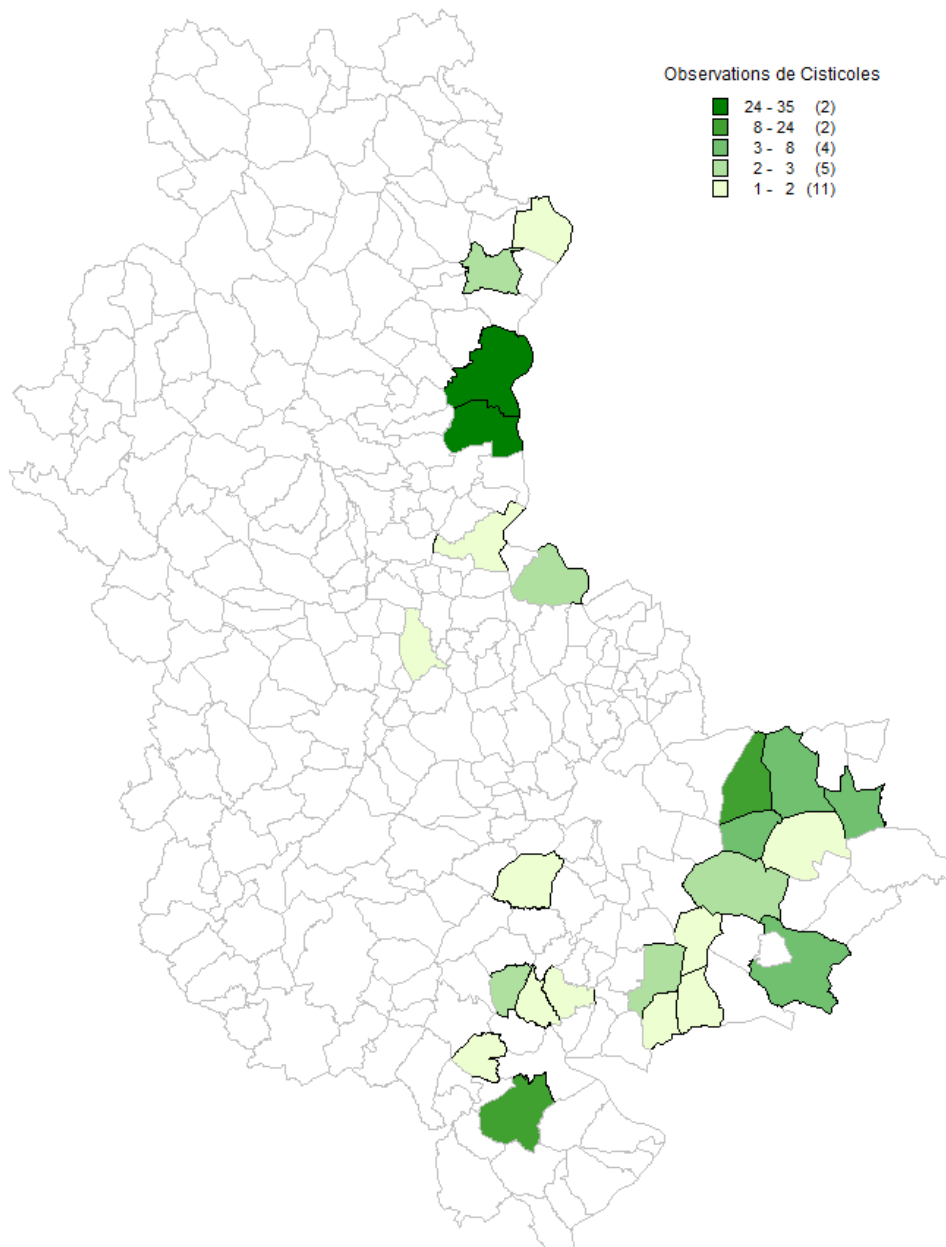 Observations de Cisticoles
24 - 35 (2)
8 - 24 (2)
3 - 8 (4)
2 - 3 (5)
1 - 2 (11)